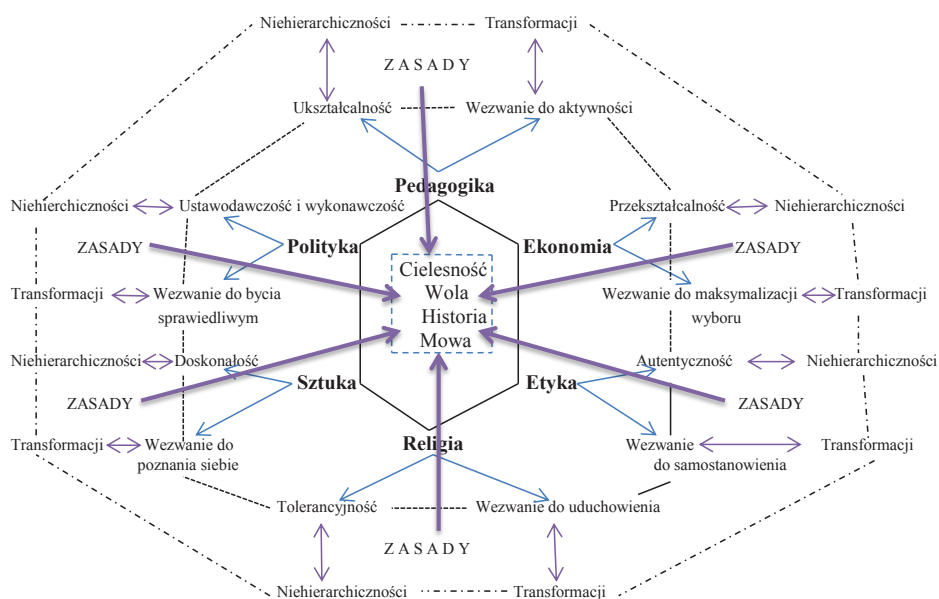 Niehierarchiczności Transformacji
Z A S A D Y
Ukształcalność Wezwanie do aktywności
Pedagogika
Niehierchiczności Ustawodawczość i wykonawczość Przekształcalność Niehierarchiczności
ZASADY Polityka Ekonomia ZASADY
Cielesność
Transformacji Wezwanie do bycia Wola Wezwanie do maksymalizacji Transformacji
sprawiedliwym Historia wyboru
Mowa
Niehierarchiczności Doskonałość Autentyczność Niehierarchiczności
Sztuka Etyka
ZASADY ZASADY
Transformacji Wezwanie do Religia Wezwanie Transformacji
poznania siebie do samostanowienia
Tolerancyjność Wezwanie do uduchowienia
Z A S A D Y
Niehierarchiczności Transformacji